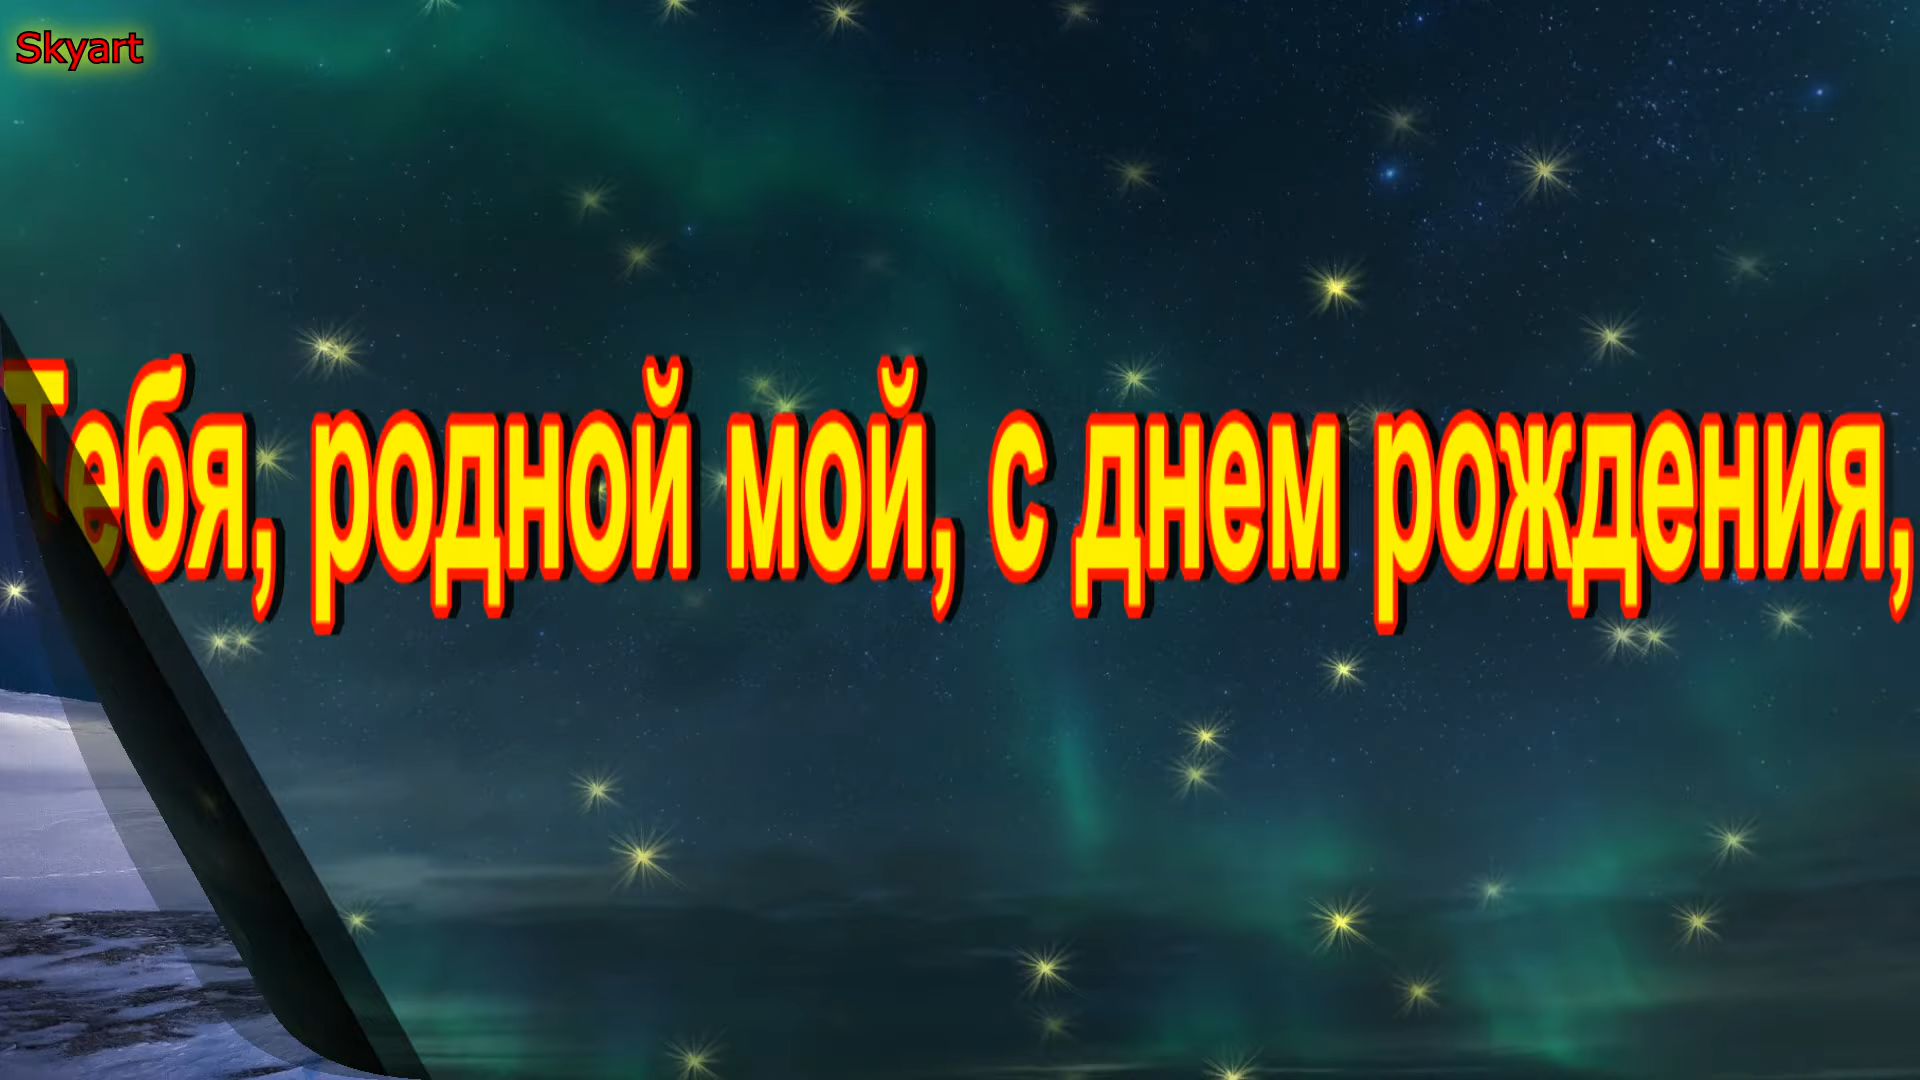 Skyart
Тебя, родной мой, с днем рождения,